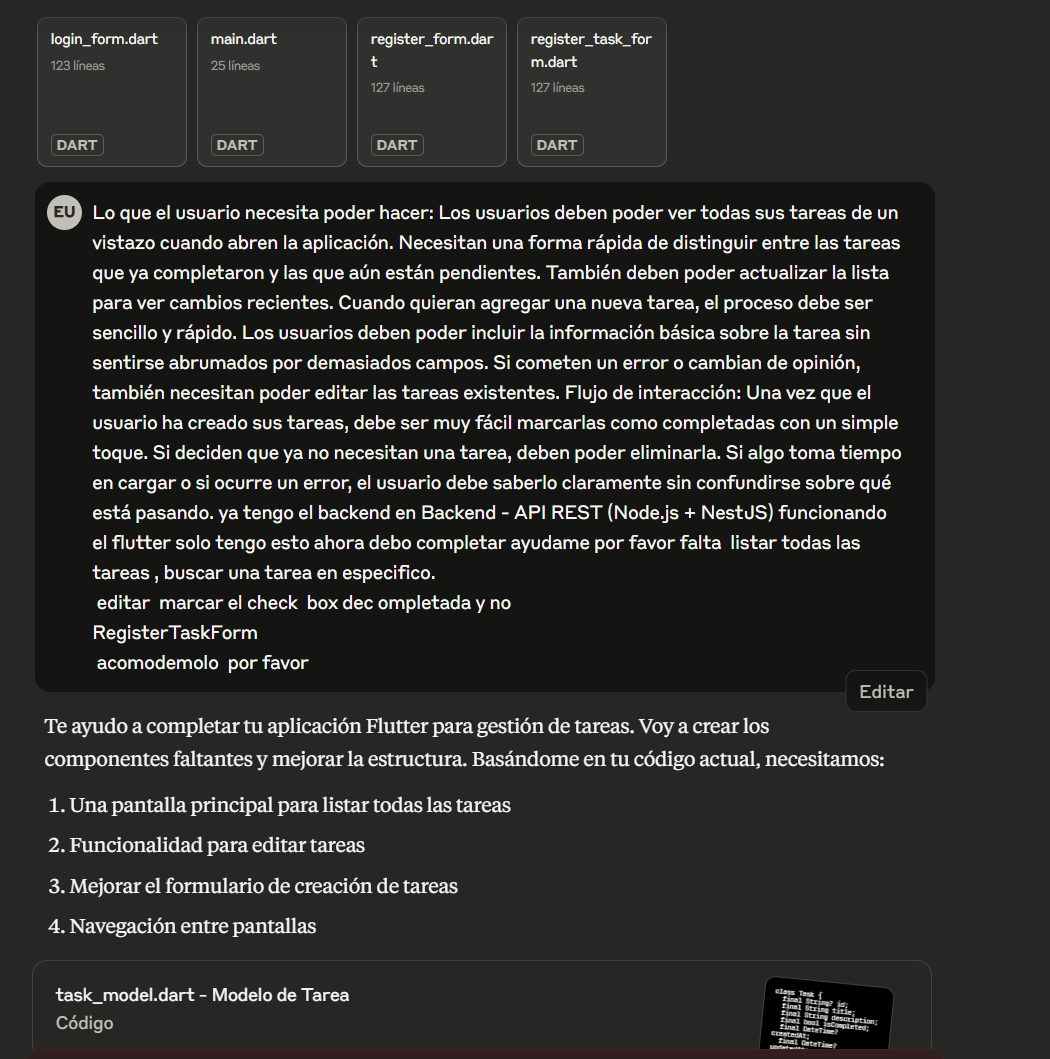 login_form.dart
123 líneas
DART
main.dart
25 líneas
DART
register_form.dar
t
127 líneas
DART
register_task_for
m.dart
127 líneas
DART
EU
Lo que el usuario necesita poder hacer: Los usuarios deben poder ver todas sus tareas de un
vistazo cuando abren la aplicación. Necesitan una forma rápida de distinguir entre las tareas
que ya completaron y las que aún están pendientes. También deben poder actualizar la lista
para ver cambios recientes. Cuando quieran agregar una nueva tarea, el proceso debe ser
sencillo y rápido. Los usuarios deben poder incluir la información básica sobre la tarea sin
sentirse abrumados por demasiados campos. Si cometen un error o cambian de opinión,
también necesitan poder editar las tareas existentes. Flujo de interacción: Una vez que el
usuario ha creado sus tareas, debe ser muy fácil marcarlas como completadas con un simple
toque. Si deciden que ya no necesitan una tarea, deben poder eliminarla. Si algo toma tiempo
en cargar o si ocurre un error, el usuario debe saberlo claramente sin confundirse sobre qué
está pasando. ya tengo el backend en Backend - API REST (Node.js + NestJS) funcionando
el flutter solo tengo esto ahora debo completar ayudame por favor falta listar todas las
tareas , buscar una tarea en especifico.
editar marcar el check box dec ompletada y no
RegisterTaskForm
acomodemolo por favor
Editar
Te ayudo a completar tu aplicación Flutter para gestión de tareas. Voy a crear los
componentes faltantes y mejorar la estructura. Basándome en tu código actual, necesitamos:
1. Una pantalla principal para listar todas las tareas
2. Funcionalidad para editar tareas
3. Mejorar el formulario de creación de tareas
4. Navegación entre pantallas
task_model.dart - Modelo de Tarea
Código
class Task {
final String? id;
final String title;
final String description;
final bool isCompleted;
final DateTime?
createdAt;
final DateTime?